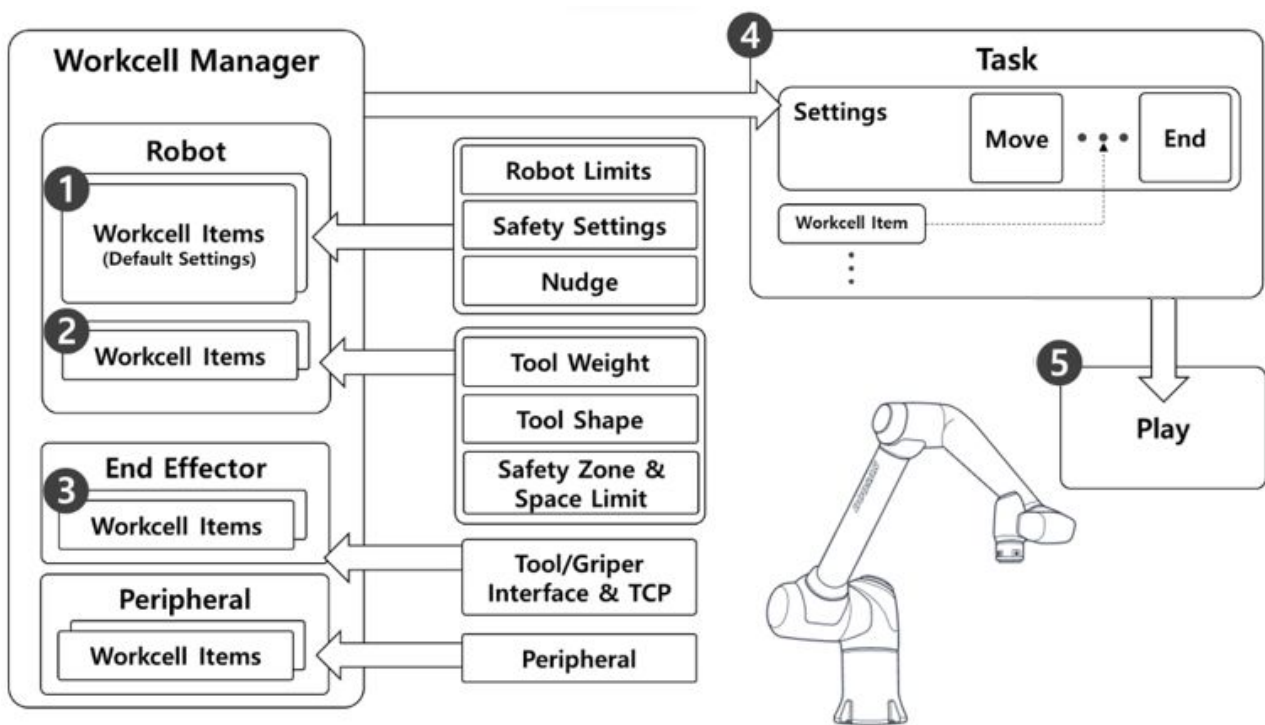 Workcell Manager
Robot
1
Workcell Items
(Default Settings)
2
Workcell Items
End Effector
3
Workcell Items
Peripheral
Workcell Items
Robot Limits
Safety Settings
Nudge
Tool Weight
Tool Shape
Safety Zone &
Space Limit
Tool/Griper
Interface & TCP
Peripheral
4
Task
Settings
Move
End
Workcell Item
5
Play